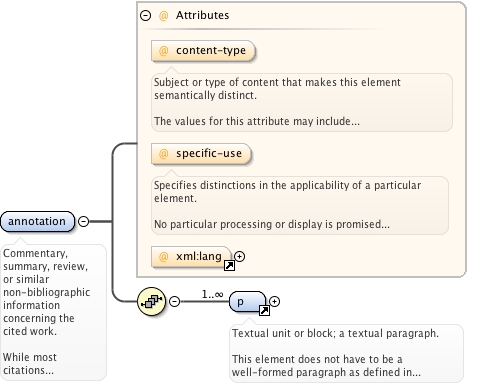 @ Attributes
@ content-type
Subject or type of content that makes this element
semantically distinct.
The values for this attribute may include...
@ specific-use
Specifies distinctions in the applicability of a particular
element.
No particular processing or display is promised...
@ xml:lang
annotation
Commentary,
summary, review,
or similar
non-bibliographic
information
concerning the
cited work.
While most
citations...
1..∞
p
Textual unit or block; a textual paragraph.
This element does not have to be a
well-formed paragraph as defined in...